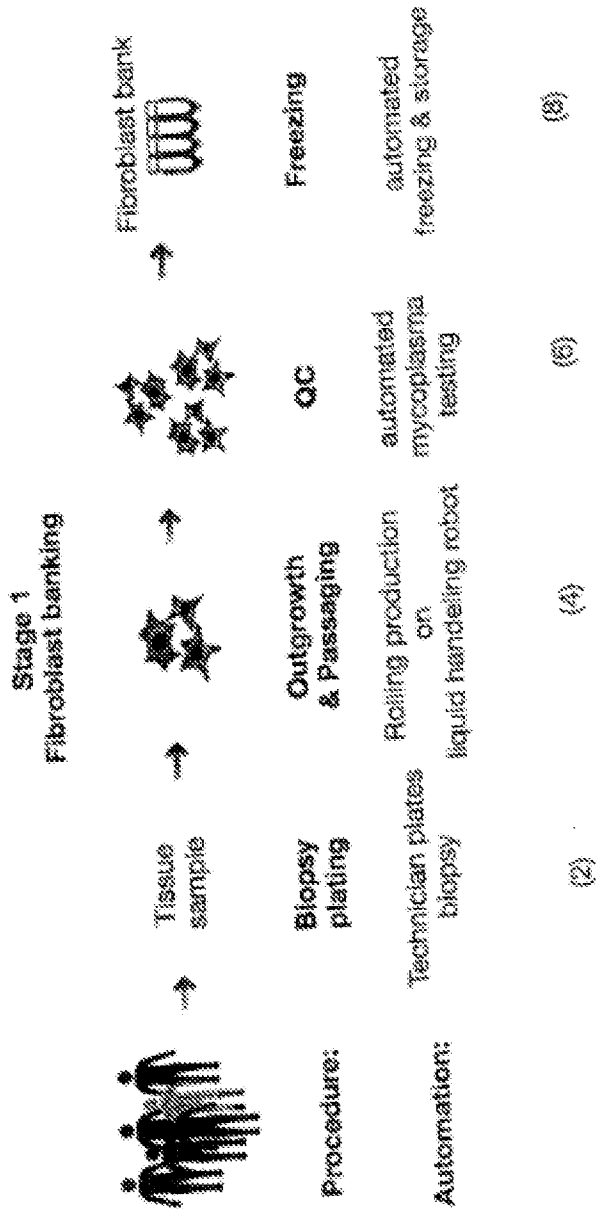 Stage 1
Fibroblast banking
Tissue
sample
Fibroblast bank
Procedure:
Biopsy
plating
Outgrowth
& Passaging
QC
Freezing
Automation:
Technician plates
biopsy
Rolling production
on
liquid handeling robot
automated
mycoplasma
testing
automated
freezing & storage
(2)
(4)
(6)
(8)